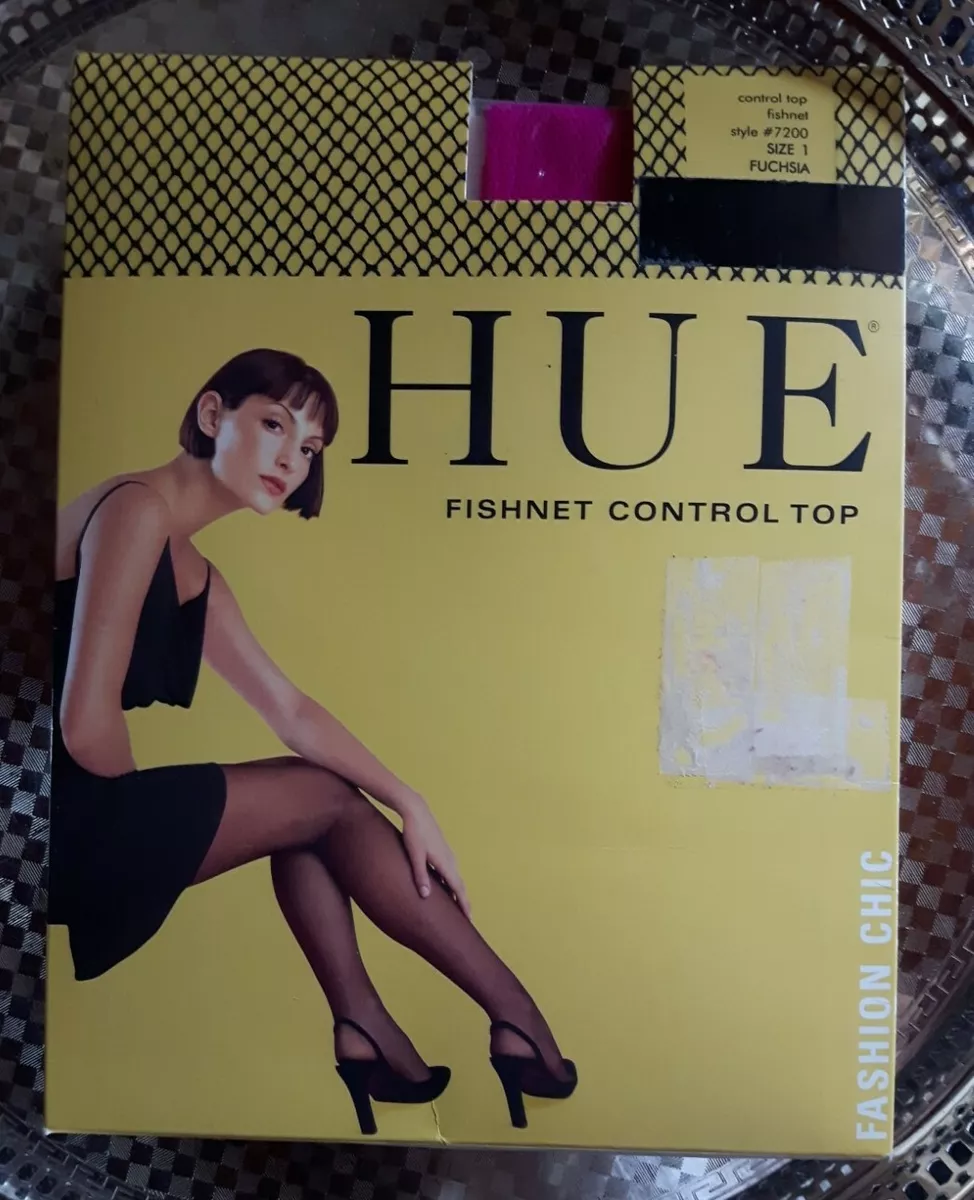 control top
fishnet
style #7200
SIZE 1
FUCHSIA
HUE®
FISHNET CONTROL TOP
FASHION CHIC